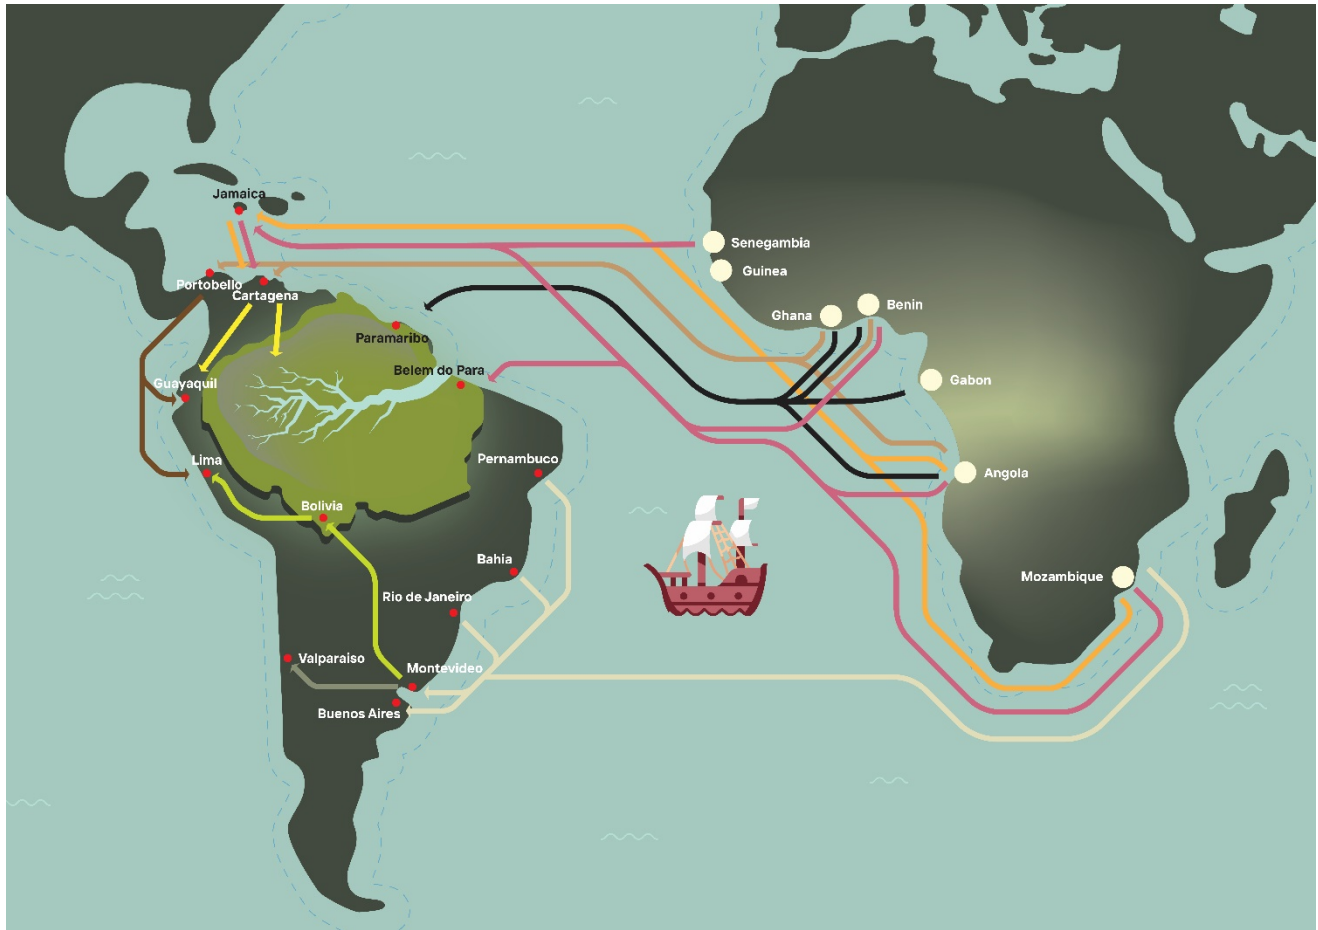 Jamaica
Senegambia
Guinea
Portobello
Cartagena
Benin
Ghana
Paramaribo
Belem do Para
Gabon
Guayaquil
Lima
Pernambuco
Angola
Bolivia
Bahia
Mozambique
Rio de Janeiro
Valparaiso
Montevideo
Buenos Aires